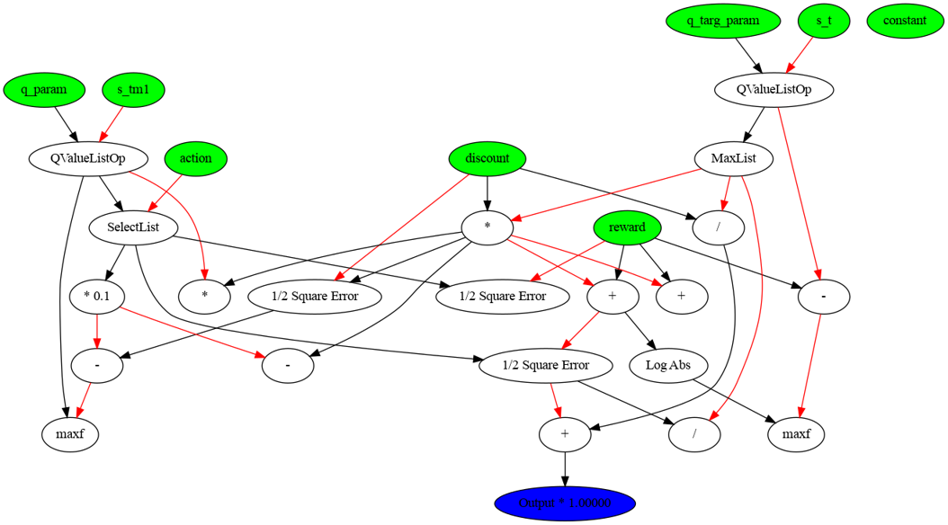 q_targ_param
s_t
constant
q_param
s_tm1
QValueListOp
QValueListOp
action
discount
MaxList
SelectList
*
reward
/
* 0.1
*
1/2 Square Error
1/2 Square Error
+
+
-
-
-
1/2 Square Error
Log Abs
maxf
+
/
maxf
Output * 1.00000